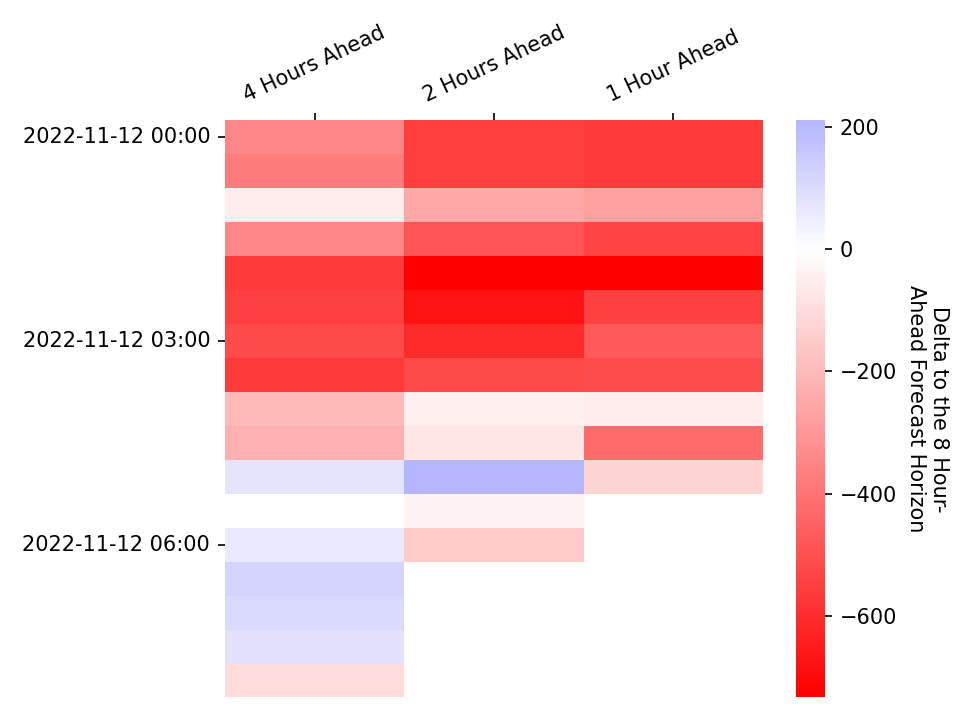 4 Hours Ahead
2 Hours Ahead
1 Hour Ahead
2022-11-12 00:00
2022-11-12 03:00
2022-11-12 06:00
200
0
−200
−400
−600
Delta to the 8 Hour-
Ahead Forecast Horizon